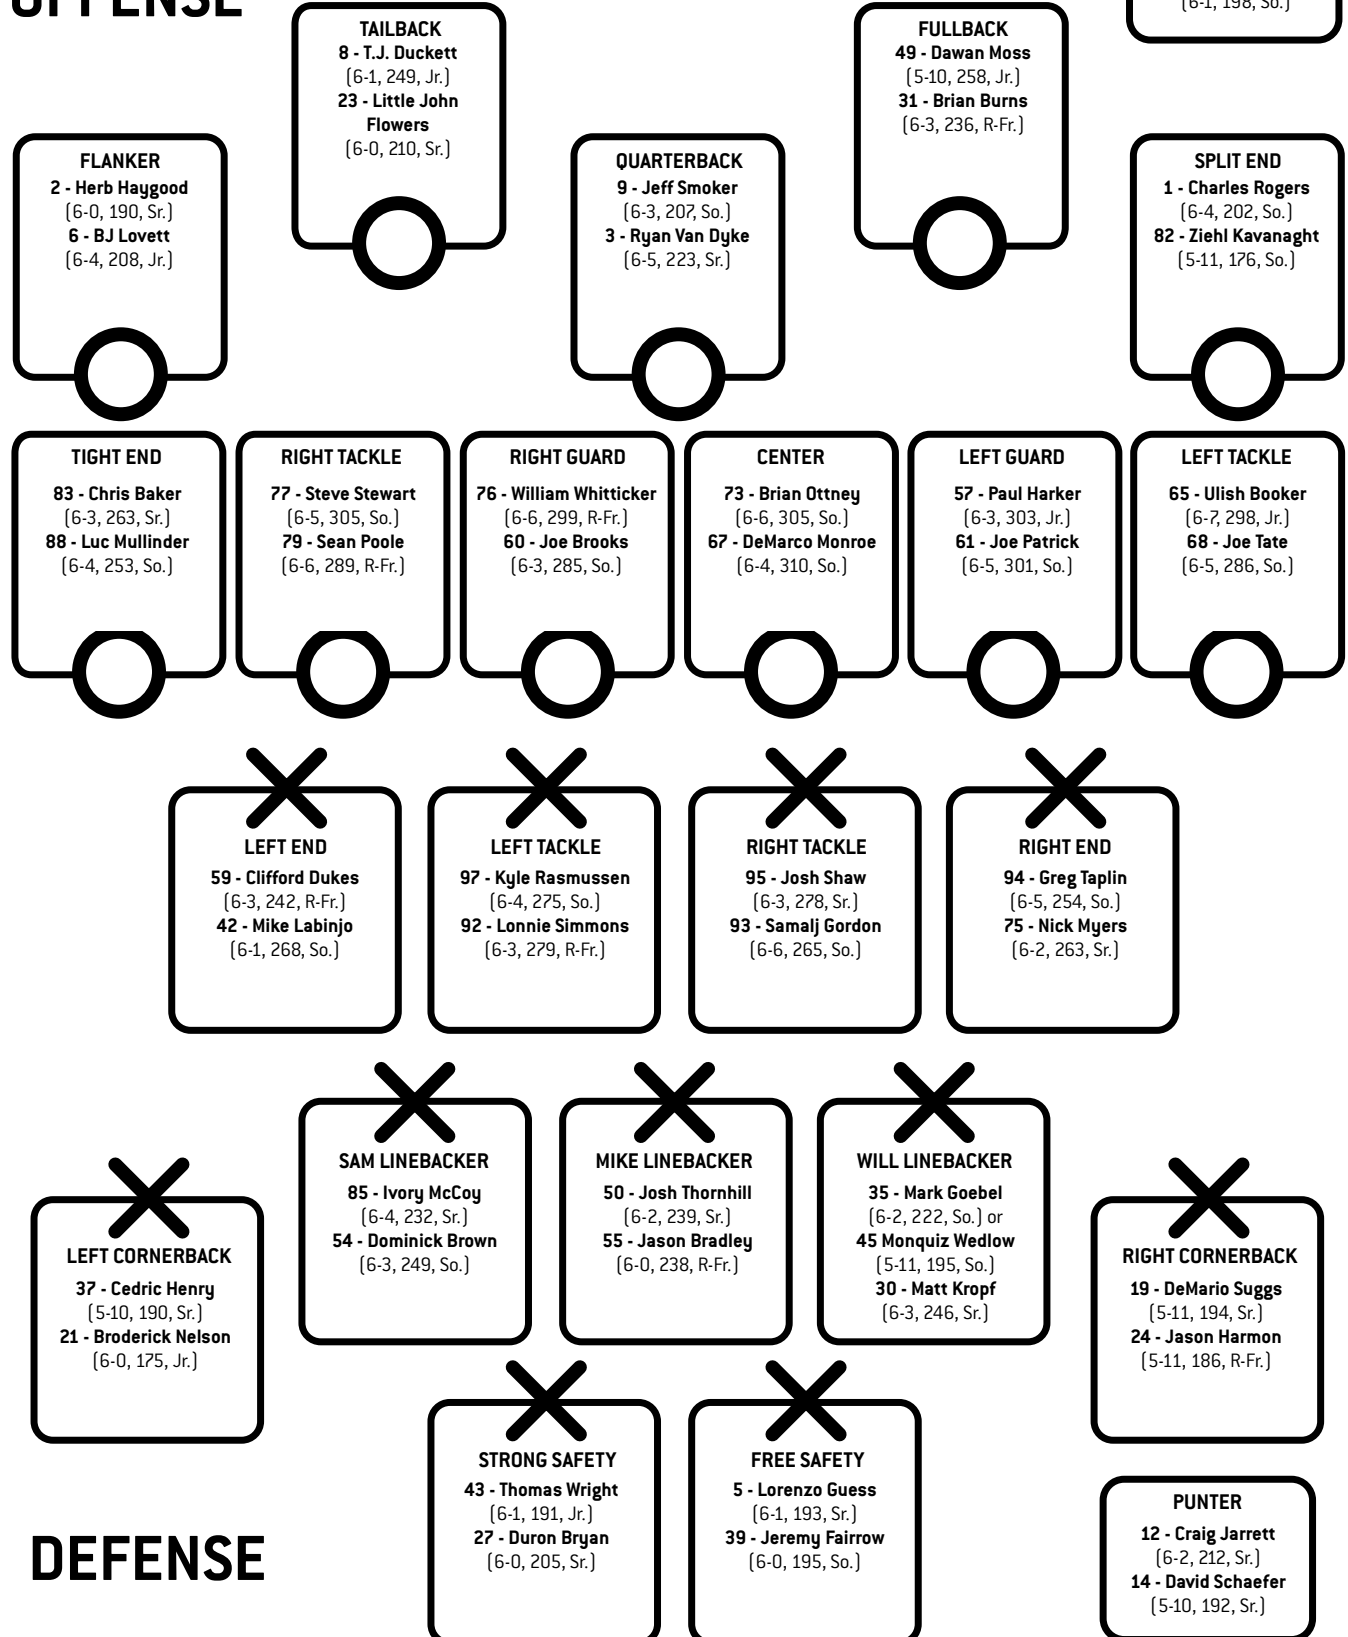 OFFENSE
(6-1, 198, So.)
TAILBACK
8 - T.J. Duckett
(6-1, 249, Jr.)
23 - Little John
Flowers
(6-0, 210, Sr.)
FULLBACK
49 - Dawan Moss
(5-10, 258, Jr.)
31 - Brian Burns
(6-3, 236, R-Fr.)
FLANKER
2 - Herb Haygood
(6-0, 190, Sr.)
6 - BJ Lovett
(6-4, 208, Jr.)
QUARTERBACK
9 - Jeff Smoker
(6-3, 207, So.)
3 - Ryan Van Dyke
(6-5, 223, Sr.)
SPLIT END
1 - Charles Rogers
(6-4, 202, So.)
82 - Ziehl Kavanaght
(5-11, 176, So.)
TIGHT END
83 - Chris Baker
(6-3, 263, Sr.)
88 - Luc Mullinder
(6-4, 253, So.)
RIGHT TACKLE
77 - Steve Stewart
(6-5, 305, So.)
79 - Sean Poole
(6-6, 289, R-Fr.)
RIGHT GUARD
76 - William Whitticker
(6-6, 299, R-Fr.)
60 - Joe Brooks
(6-3, 285, So.)
CENTER
73 - Brian Ottney
(6-6, 305, So.)
67 - DeMarco Monroe
(6-4, 310, So.)
LEFT GUARD
57 - Paul Harker
(6-3, 303, Jr.)
61 - Joe Patrick
(6-5, 301, So.)
LEFT TACKLE
65 - Ulish Booker
(6-7, 298, Jr.)
68 - Joe Tate
(6-5, 286, So.)
LEFT END
59 - Clifford Dukes
(6-3, 242, R-Fr.)
42 - Mike Labinjo
(6-1, 268, So.)
LEFT TACKLE
97 - Kyle Rasmussen
(6-4, 275, So.)
92 - Lonnie Simmons
(6-3, 279, R-Fr.)
RIGHT TACKLE
95 - Josh Shaw
(6-3, 278, Sr.)
93 - Samalj Gordon
(6-6, 265, So.)
RIGHT END
94 - Greg Taplin
(6-5, 254, So.)
75 - Nick Myers
(6-2, 263, Sr.)
SAM LINEBACKER
85 - Ivory McCoy
(6-4, 232, Sr.)
54 - Dominick Brown
(6-3, 249, So.)
MIKE LINEBACKER
50 - Josh Thornhill
(6-2, 239, Sr.)
55 - Jason Bradley
(6-0, 238, R-Fr.)
WILL LINEBACKER
35 - Mark Goebel
(6-2, 222, So.) or
45 Monquiz Wedlow
(5-11, 195, So.)
30 - Matt Kropf
(6-3, 246, Sr.)
LEFT CORNERBACK
37 - Cedric Henry
(5-10, 190, Sr.)
21 - Broderick Nelson
(6-0, 175, Jr.)
RIGHT CORNERBACK
19 - DeMario Suggs
(5-11, 194, Sr.)
24 - Jason Harmon
(5-11, 186, R-Fr.)
STRONG SAFETY
43 - Thomas Wright
(6-1, 191, Jr.)
27 - Duron Bryan
(6-0, 205, Sr.)
FREE SAFETY
5 - Lorenzo Guess
(6-1, 193, Sr.)
39 - Jeremy Fairrow
(6-0, 195, So.)
PUNTER
12 - Craig Jarrett
(6-2, 212, Sr.)
14 - David Schaefer
(5-10, 192, Sr.)
DEFENSE